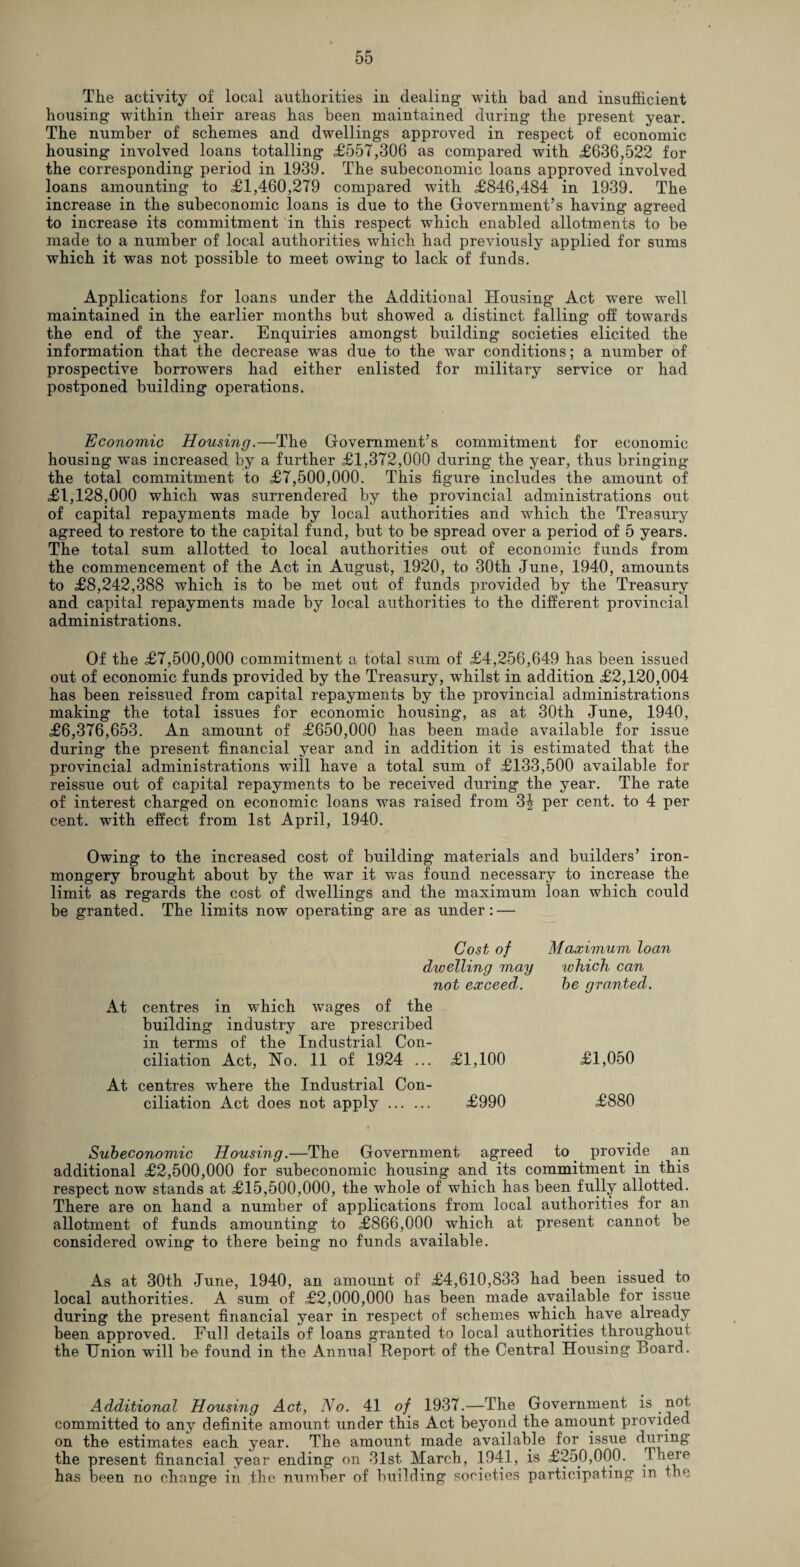 55
The activity of local authorities in dealing with bad and insufficient
housing within their areas has been maintained during the present year.
The number of schemes and dwellings approved in respect of economic
housing involved loans totalling £557,306 as compared with £636,522 for
the corresponding period in 1939. The subeconomic loans approved involved
loans amounting to £1,460,279 compared with £846,484 in 1939. The
increase in the subeconomic loans is due to the Government's having agreed
to increase its commitment in this respect which enabled allotments to be
made to a number of local authorities which had previously applied for sums
which it was not possible to meet owing to lack of funds.
Applications for loans under the Additional Housing Act were well
maintained in the earlier months but showed a distinct falling off towards
the end of the year. Enquiries amongst building societies elicited the
information that the decrease was due to the war conditions; a number of
prospective borrowers had either enlisted for military service or had
postponed building operations.
Economic Housing.—The Government's commitment for economic
housing was increased by a further £1,372,000 during the year, thus bringing
the total commitment to £7,500,000. This figure includes the amount of
£1,128,000 which was surrendered by the provincial administrations out
of capital repayments made by local authorities and which the Treasury
agreed to restore to the capital fund, but to be spread over a period of 5 years.
The total sum allotted to local authorities out of economic funds from
the commencement of the Act in August, 1920, to 30th June, 1940, amounts
to £8,242,388 which is to be met out of funds provided by the Treasury
and capital repayments made by local authorities to the different provincial
administrations.
Of the £7,500,000 commitment a total sum of £4,256,649 has been issued
out of economic funds provided by the Treasury, whilst in addition £2,120,004
has been reissued from capital repayments by the provincial administrations
making the total issues for economic housing, as at 30th June, 1940,
£6,376,653. An amount of £650,000 has been made available for issue
during the present financial year and in addition it is estimated that the
provincial administrations will have a total sum of £133,500 available for
reissue out of capital repayments to be received during the year. The rate
of interest charged on economic loans was raised from 3½ per cent. to 4 per
cent. with effect from 1st April, 1940.
Owing to the increased cost of building materials and builders' iron-
mongery brought about by the war it was found necessary to increase the
limit as regards the cost of dwellings and the maximum loan which could
be granted. The limits now operating are as under:—
Cost of Maximum loan
dwelling may which can
not exceed. be granted.
At centres in which wages of the
building industry are prescribed
in terms of the Industrial Con-
ciliation Act, No. 11 of 1924 ... £1,100 £1,050
At centres where the Industrial Con-
ciliation Act does not apply ... ... £990 £880
Subeconomic Housing.—The Government agreed to provide an
additional £2,500,000 for subeconomic housing and its commitment in this
respect now stands at £15,500,000, the whole of which has been fully allotted.
There are on hand a number of applications from local authorities for an
allotment of funds amounting to £866,000 which at present cannot be
considered owing to there being no funds available.
As at 30th June, 1940, an amount of £4,610,833 had been issued to
local authorities. A sum of £2,000,000 has been made available for issue
during the present financial year in respect of schemes which have already
been approved. Full details of loans granted to local authorities throughout
the Union will be found in the Annual Report of the Central Housing Board.
Additional Housing Act, No. 41 of 1937.—The Government is not
committed to any definite amount under this Act beyond the amount provided
on the estimates each year. The amount made available for issue during
the present financial year ending on 31st March, 1941, is £250,000. There
has been no change in the number of building societies participating in the